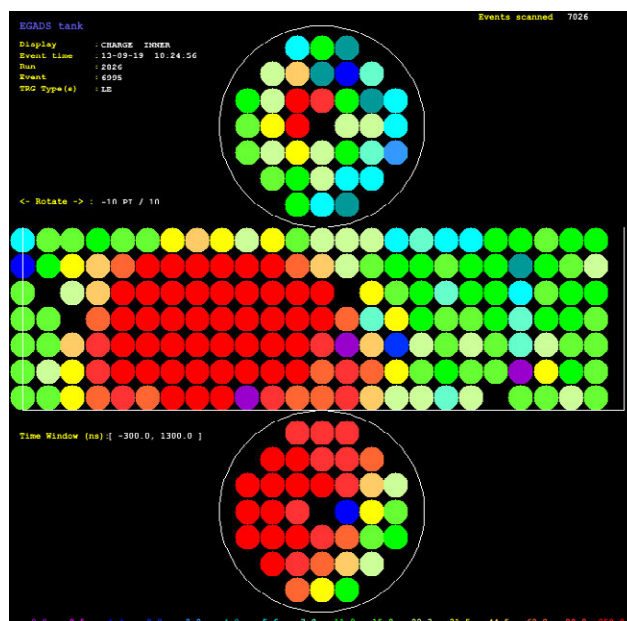 Events scanned 7026
EGADS tank
Display : CHARGE INNER
Event time : 13-09-19 10:24:56
Run : 2026
Event : 6995
TRG Type(s) : LE
<- Rotate -> : -10 PI / 10
Time Window (ns):[ -300.0, 1300.0 ]